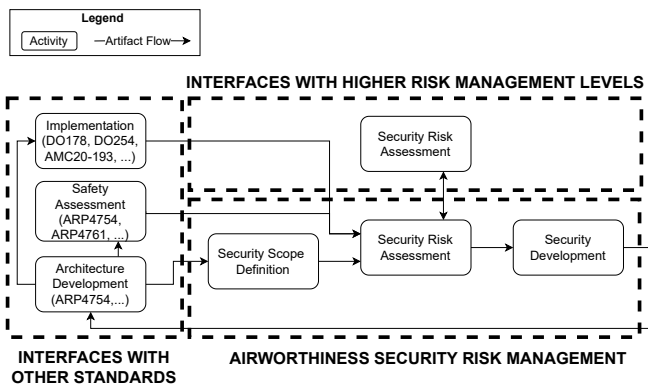 Legend
Activity
Artifact Flow
INTERFACES WITH HIGHER RISK MANAGEMENT LEVELS
Implementation
(DO178, DO254,
AMC20-193, ...)
Security Risk
Assessment
Safety
Assessment
(ARP4754,
ARP4761, ...)
Architecture
Development
(ARP4754,...)
Security Scope
Definition
Security Risk
Assessment
Security
Development
INTERFACES WITH
OTHER STANDARDS
AIRWORTHINESS SECURITY RISK MANAGEMENT